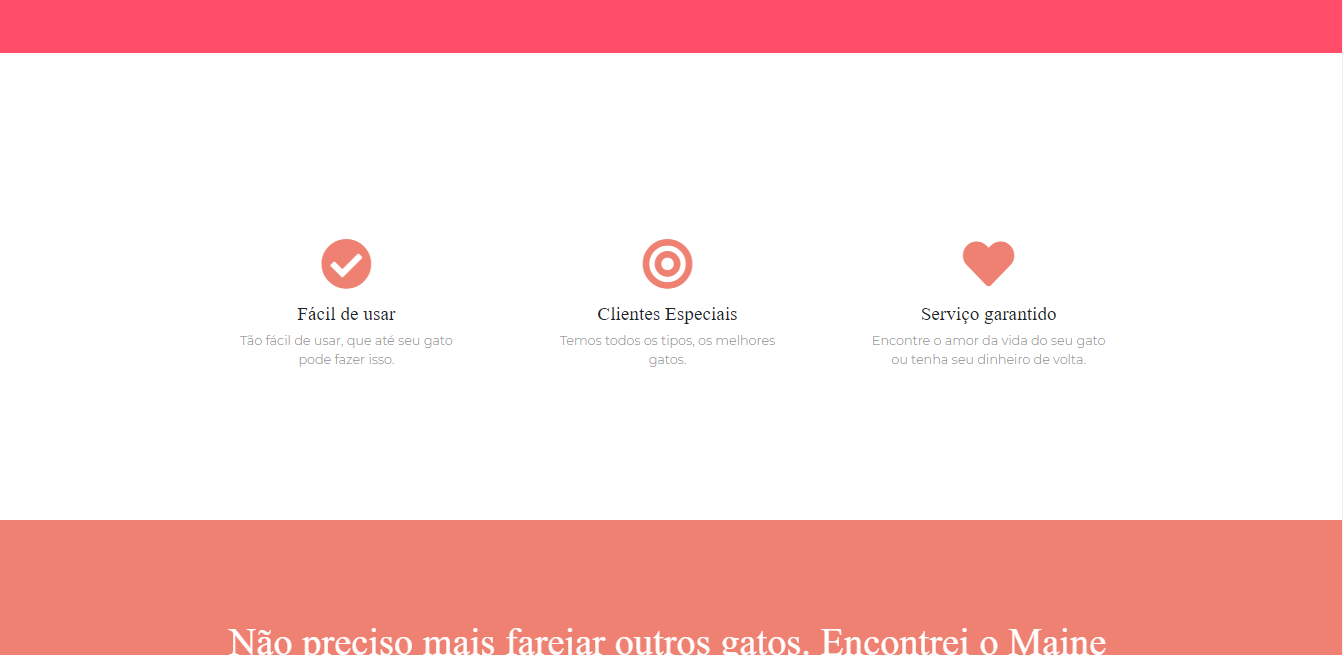 Fácil de usar
Tão fácil de usar, que até seu gato
pode fazer isso.
Clientes Especiais
Temos todos os tipos, os melhores
gatos.
Serviço garantido
Encontre o amor da vida do seu gato
ou tenha seu dinheiro de volta.
Não preciso mais farejar outros gatos. Encontrei o Maine